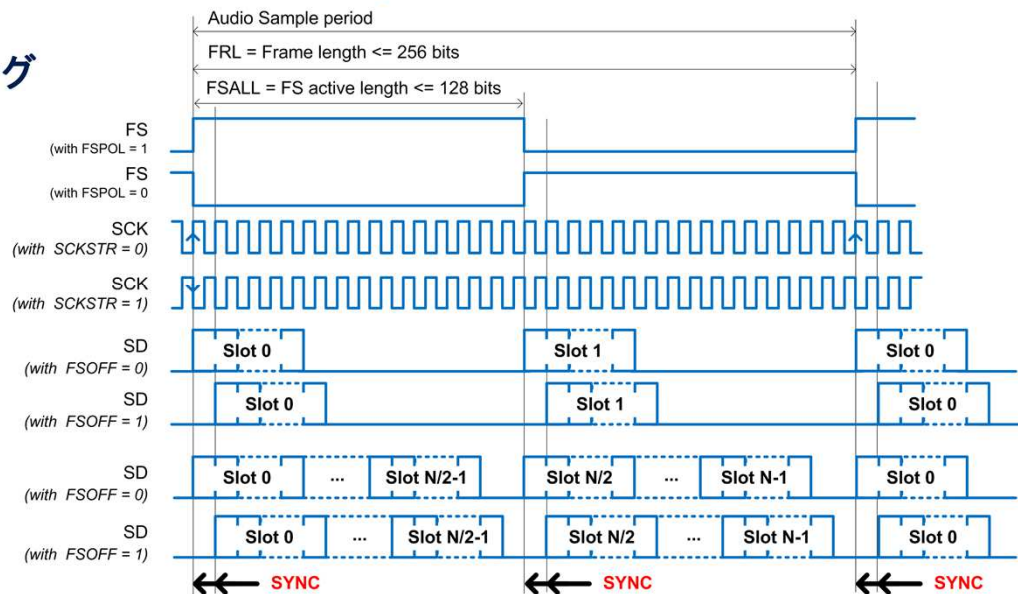 Audio Sample period
FRL = Frame length <= 256 bits
グ
FSALL = FS active length <= 128 bits
FS
(with FSPOL = 1
FS
(with FSPOL = 0
SCK
(with SCKSTR = 0)
SCK
(with SCKSTR = 1)
SD
(with FSOFF = 0)
Slot 0 Slot 1 Slot 0
SD
(with FSOFF = 1)
Slot 0 Slot 1 Slot 0
SD
(with FSOFF = 0)
Slot 0 ... Slot N/2-1 Slot N/2 ... Slot N-1 Slot 0
SD
(with FSOFF = 1)
Slot 0 ... Slot N/2-1 Slot N/2 ... Slot N-1 Slot 0
SYNC SYNC SYNC